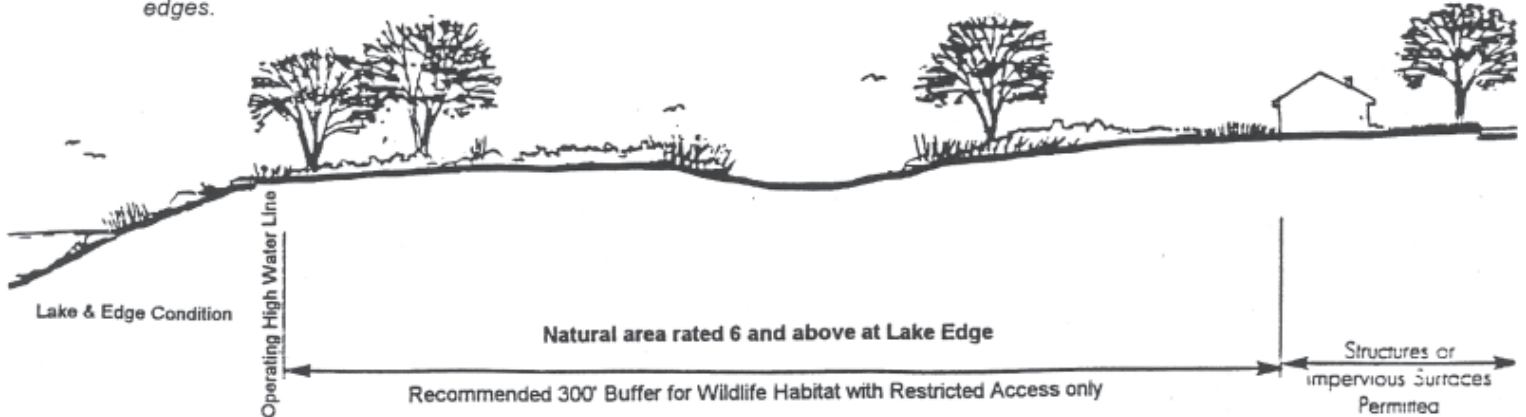 edges.
Operating High Water Line
Lake & Edge Condition
Natural area rated 6 and above at Lake Edge
Recommended 300' Buffer for Wildlife Habitat with Restricted Access only
Structures or
Impervious Surfaces
Permitted